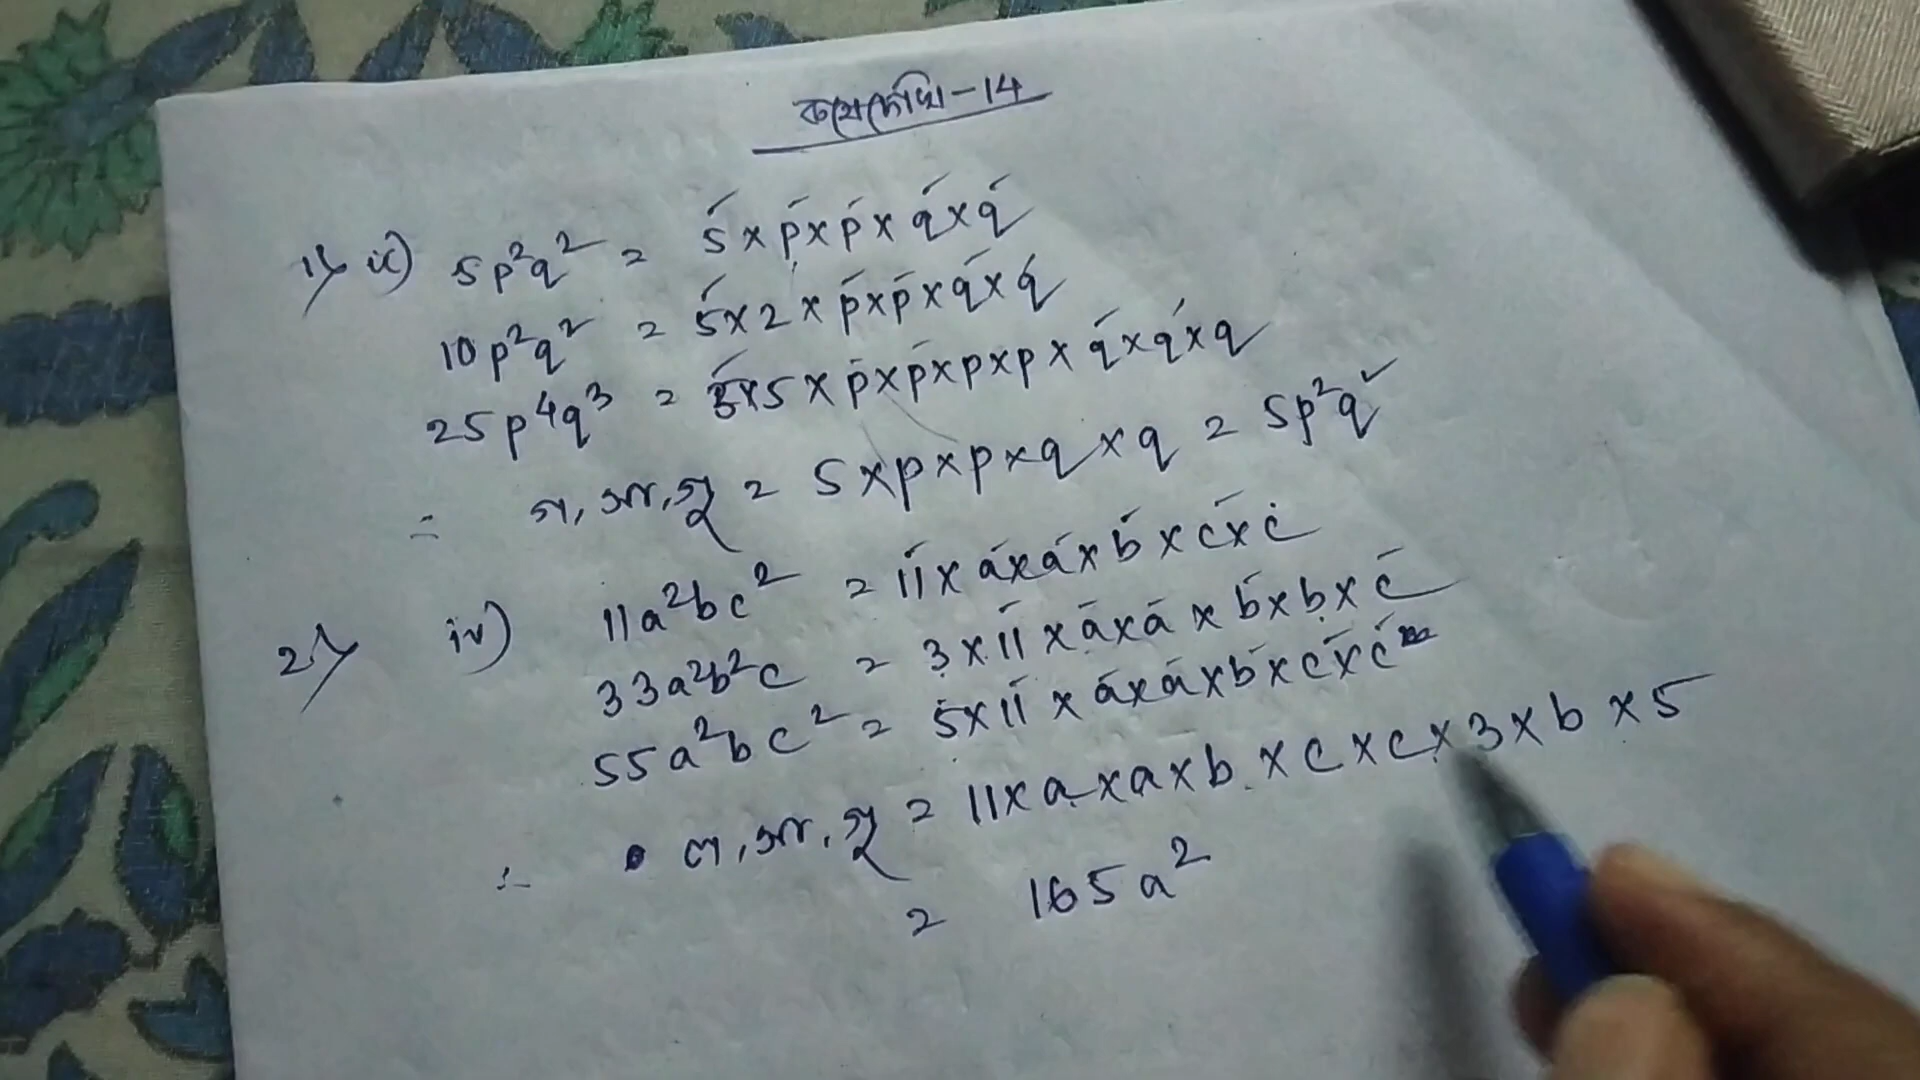 কষে দেখি - 14
1) ix) 5p²q² = 5×p×p×q×q
10p²q² = 5×2×p×p×q×q
25p⁴q³ = 5×5×p×p×p×p×q×q×q
∴ গ, সা, গু = 5×p×p×q×q = 5p²q²
2) iv) 11a²bc² = 11×a×a×b×c×c
33a²b²c = 3×11×a×a×b×b×c
55a²bc² = 5×11×a×a×b×c×c
∴ ল, সা, গু = 11×a×a×b×c×c×3×b×5
= 165a²